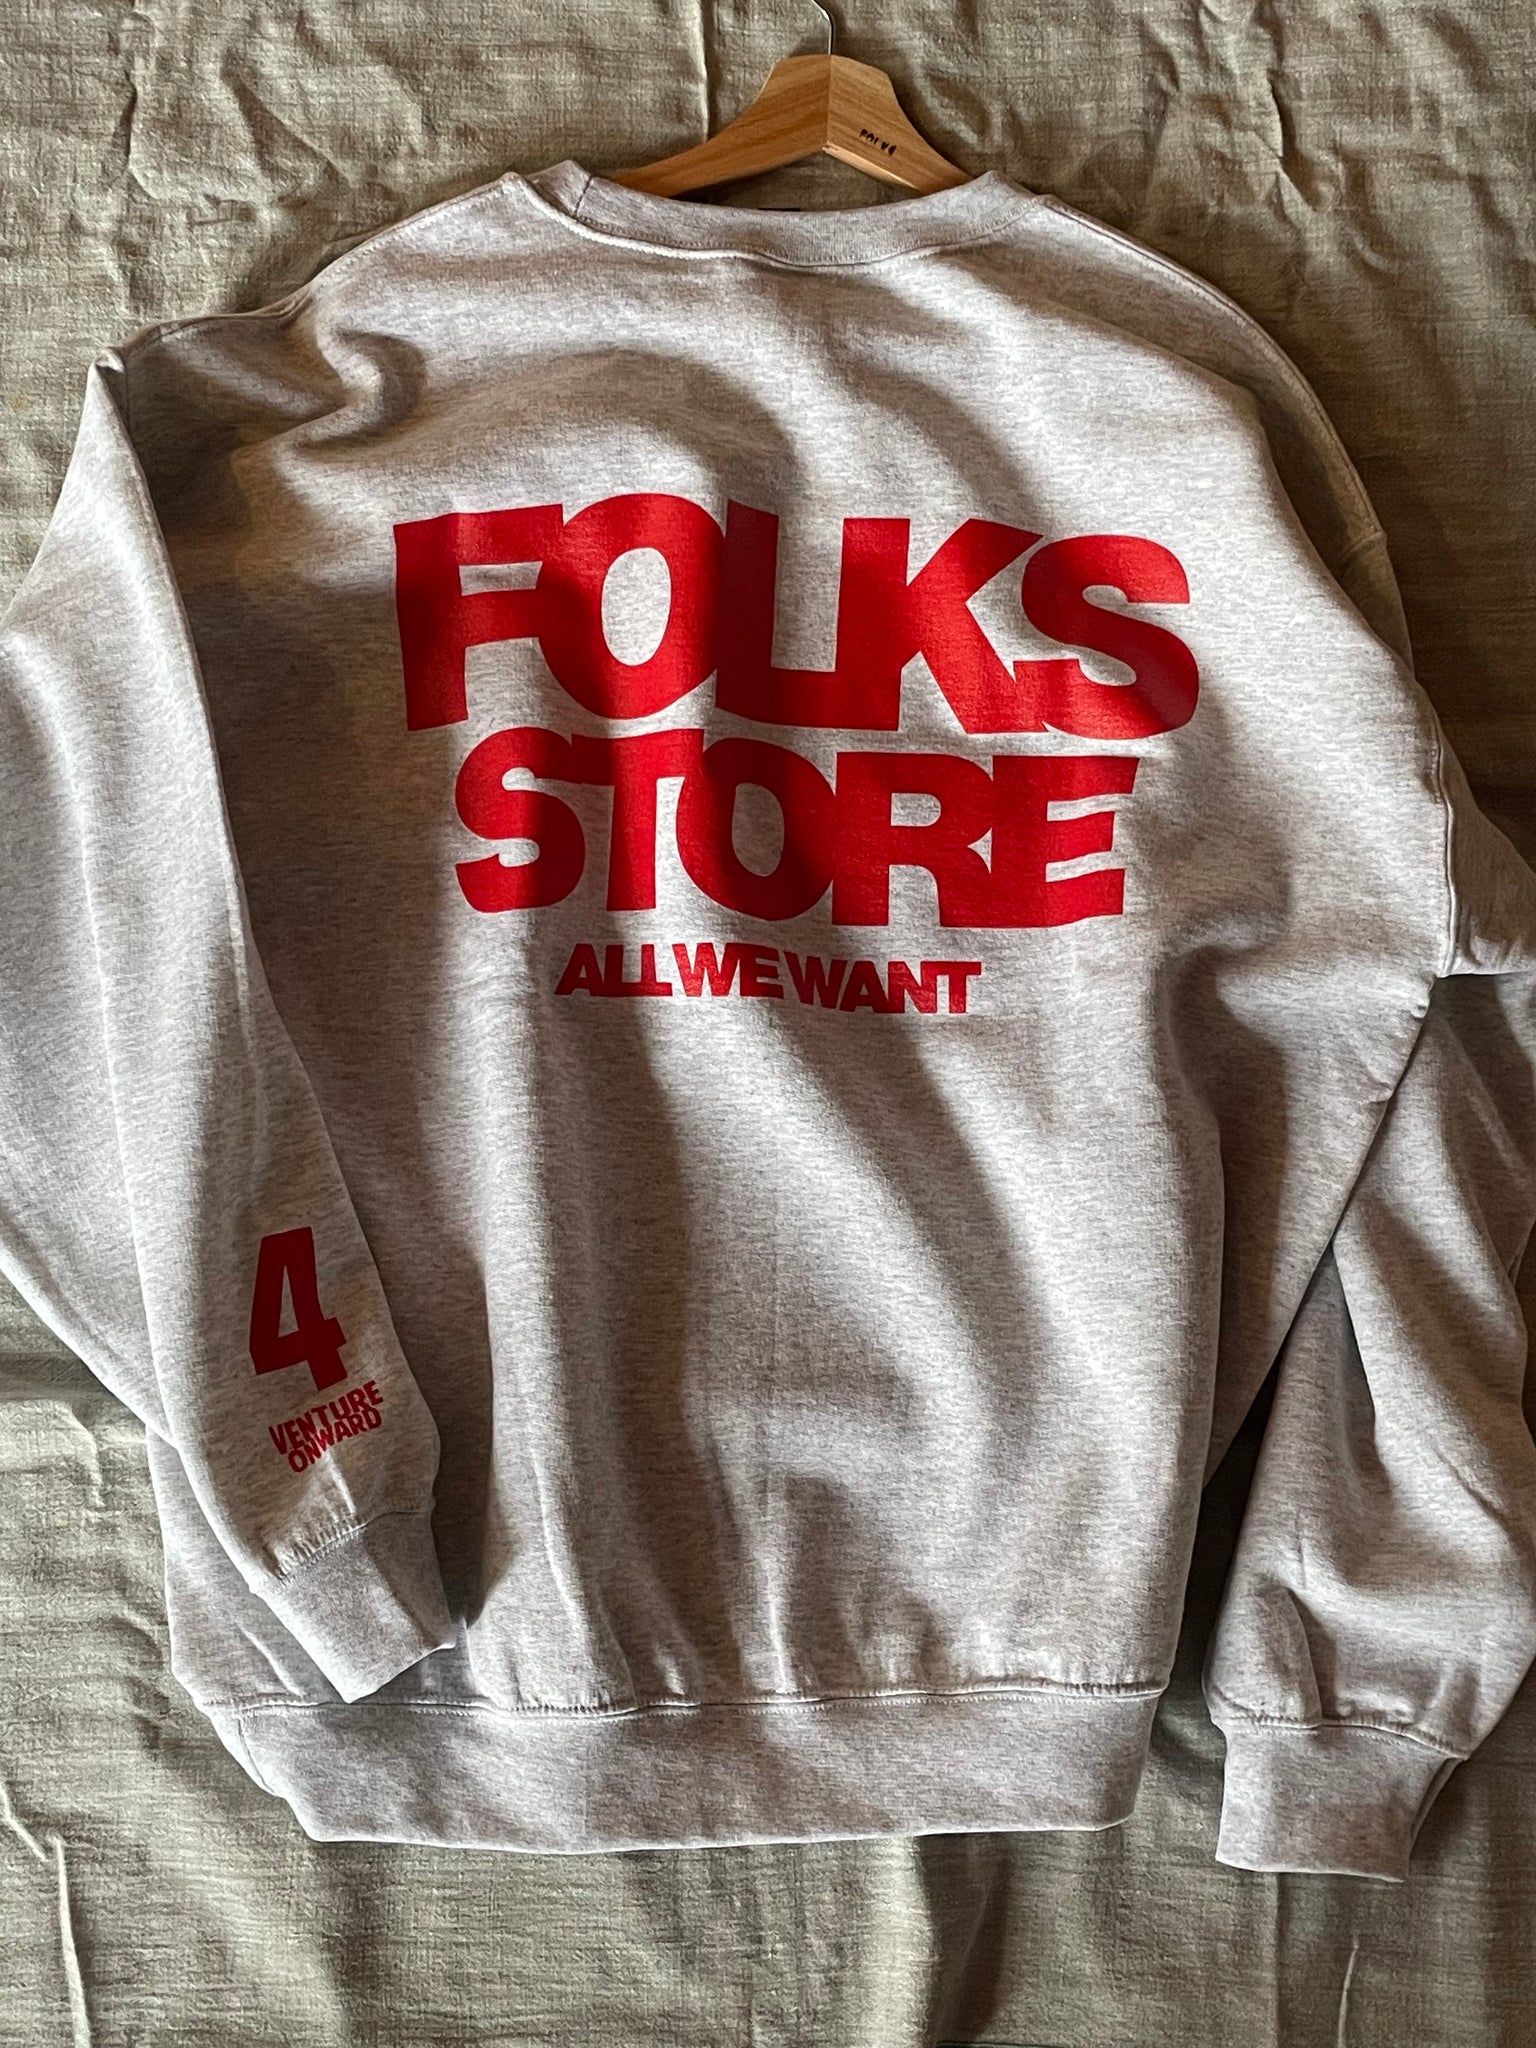 FOLKS
STORE
ALL WE WANT
4
VENTURE
ONWARD